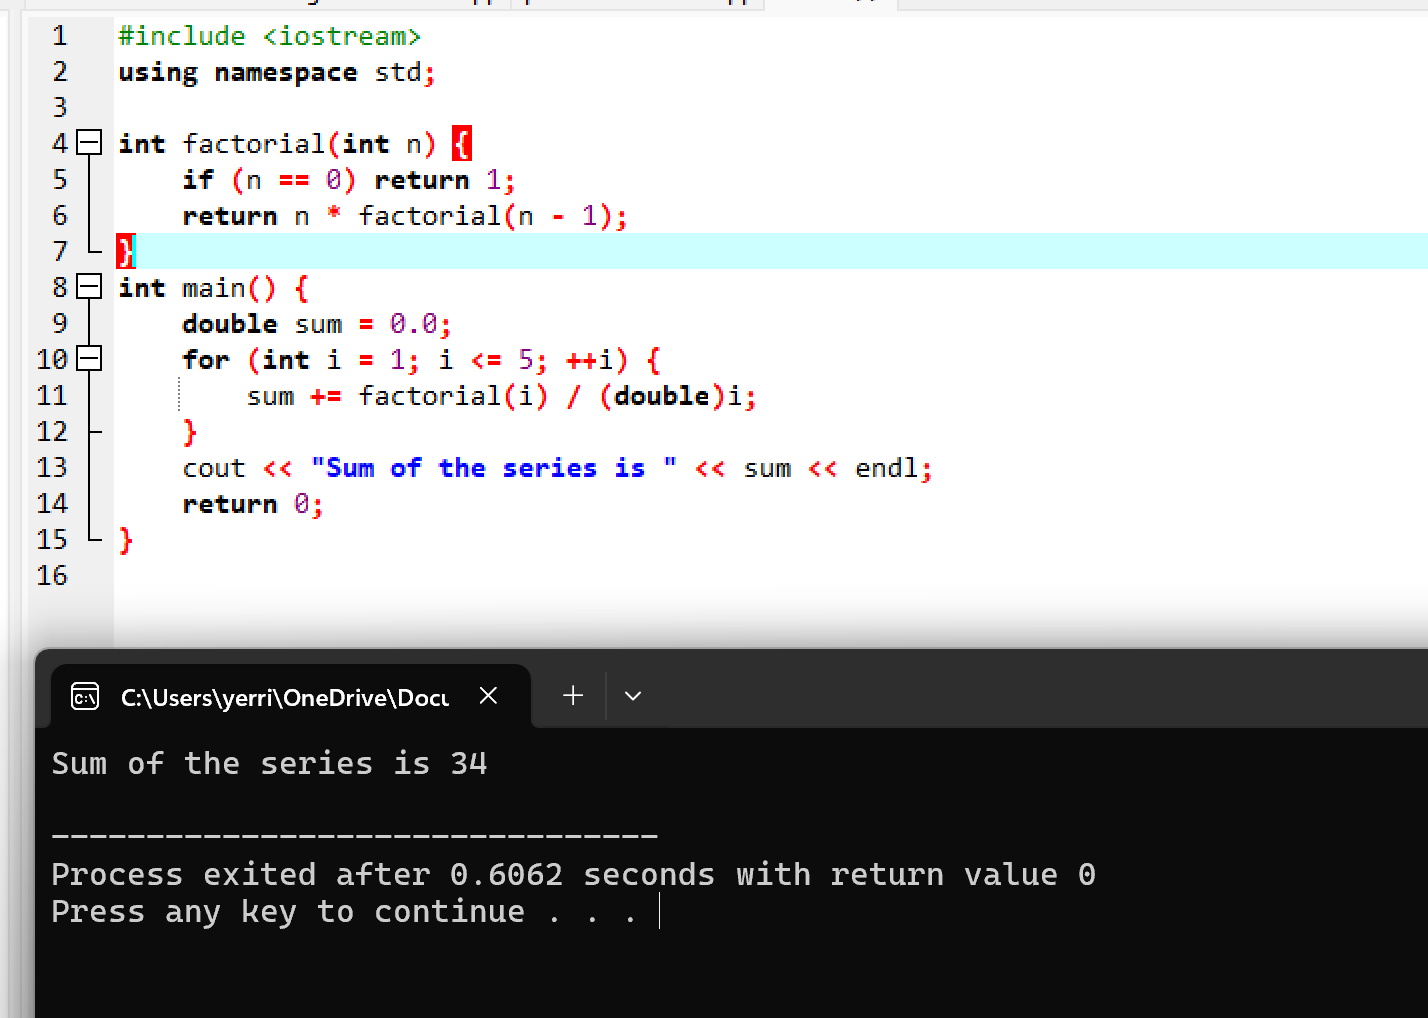 1 #include <iostream>
2 using namespace std;
3
4 int factorial(int n) {
5     if (n == 0) return 1;
6     return n * factorial(n - 1);
7 }
8 int main() {
9     double sum = 0.0;
10     for (int i = 1; i <= 5; ++i) {
11         sum += factorial(i) / (double)i;
12     }
13     cout << "Sum of the series is " << sum << endl;
14     return 0;
15 }
16
C:\Users\yerri\OneDrive\Docu
Sum of the series is 34
--------------------------------
Process exited after 0.6062 seconds with return value 0
Press any key to continue . . .